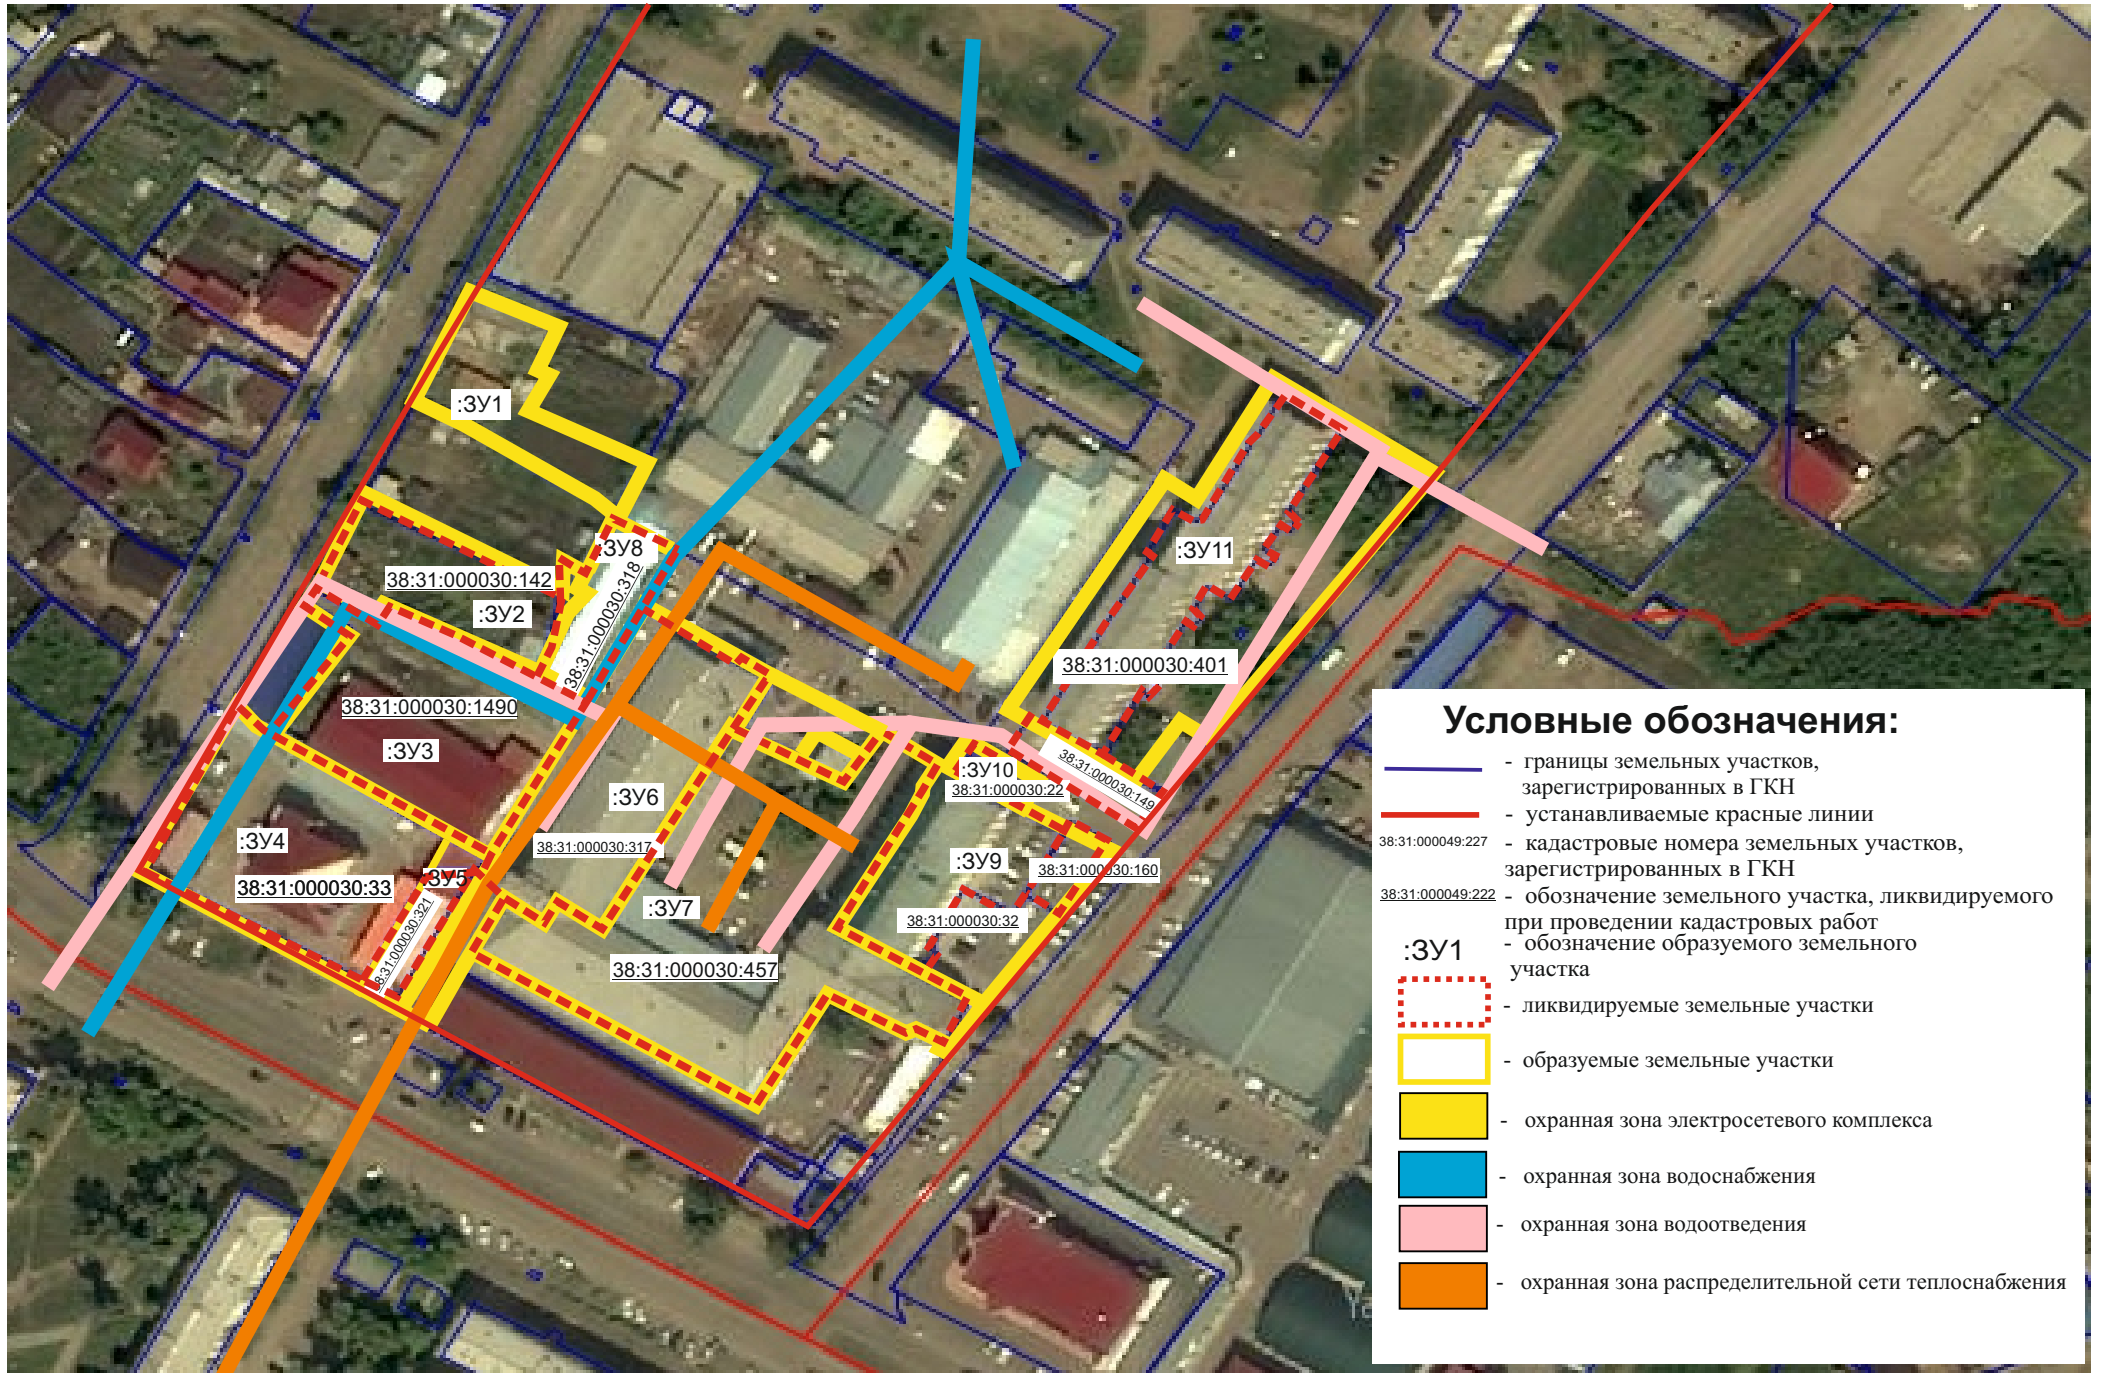 :ЗУ1
:ЗУ8
38:31:000030:318
38:31:000030:142
:ЗУ2
:ЗУ11
38:31:000030:401
38:31:000030:1490
:ЗУ3
38:31:000030:149
:ЗУ10
38:31:000030:22
:ЗУ6
38:31:000030:317
:ЗУ4
:ЗУ9
38:31:000030:160
:ЗУ5
38:31:000030:33
38:31:000030:321
:ЗУ7
38:31:000030:32
38:31:000030:457
Условные обозначения:
- границы земельных участков,
зарегистрированных в ГКН
- устанавливаемые красные линии
38:31:000049:227 - кадастровые номера земельных участков,
зарегистрированных в ГКН
38:31:000049:222 - обозначение земельного участка, ликвидируемого
при проведении кадастровых работ
:ЗУ1 - обозначение образуемого земельного
участка
- ликвидируемые земельные участки
- образуемые земельные участки
- охранная зона электросетевого комплекса
- охранная зона водоснабжения
- охранная зона водоотведения
- охранная зона распределительной сети теплоснабжения